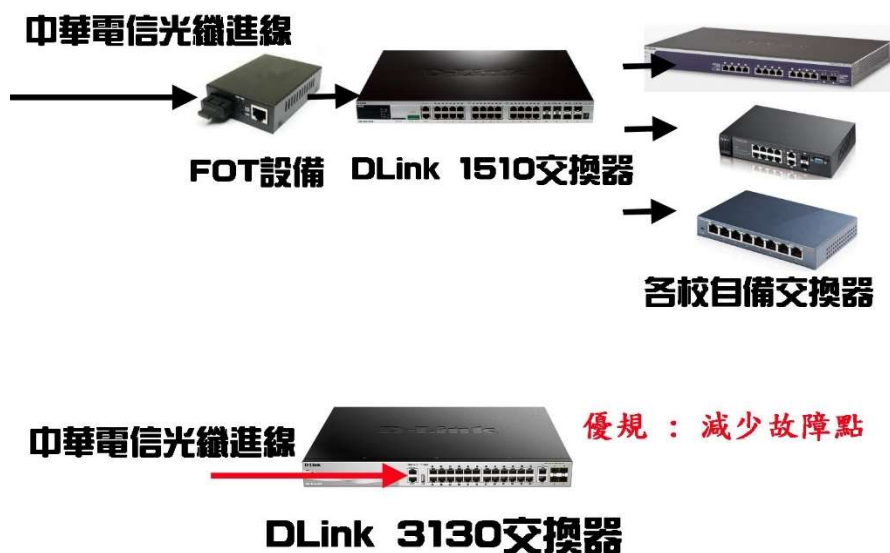 中華電信光纖進線
FOT設備
DLink 1510交換器
各校自備交換器
中華電信光纖進線
優規 : 減少故障點
D-Link
DLink 3130交換器